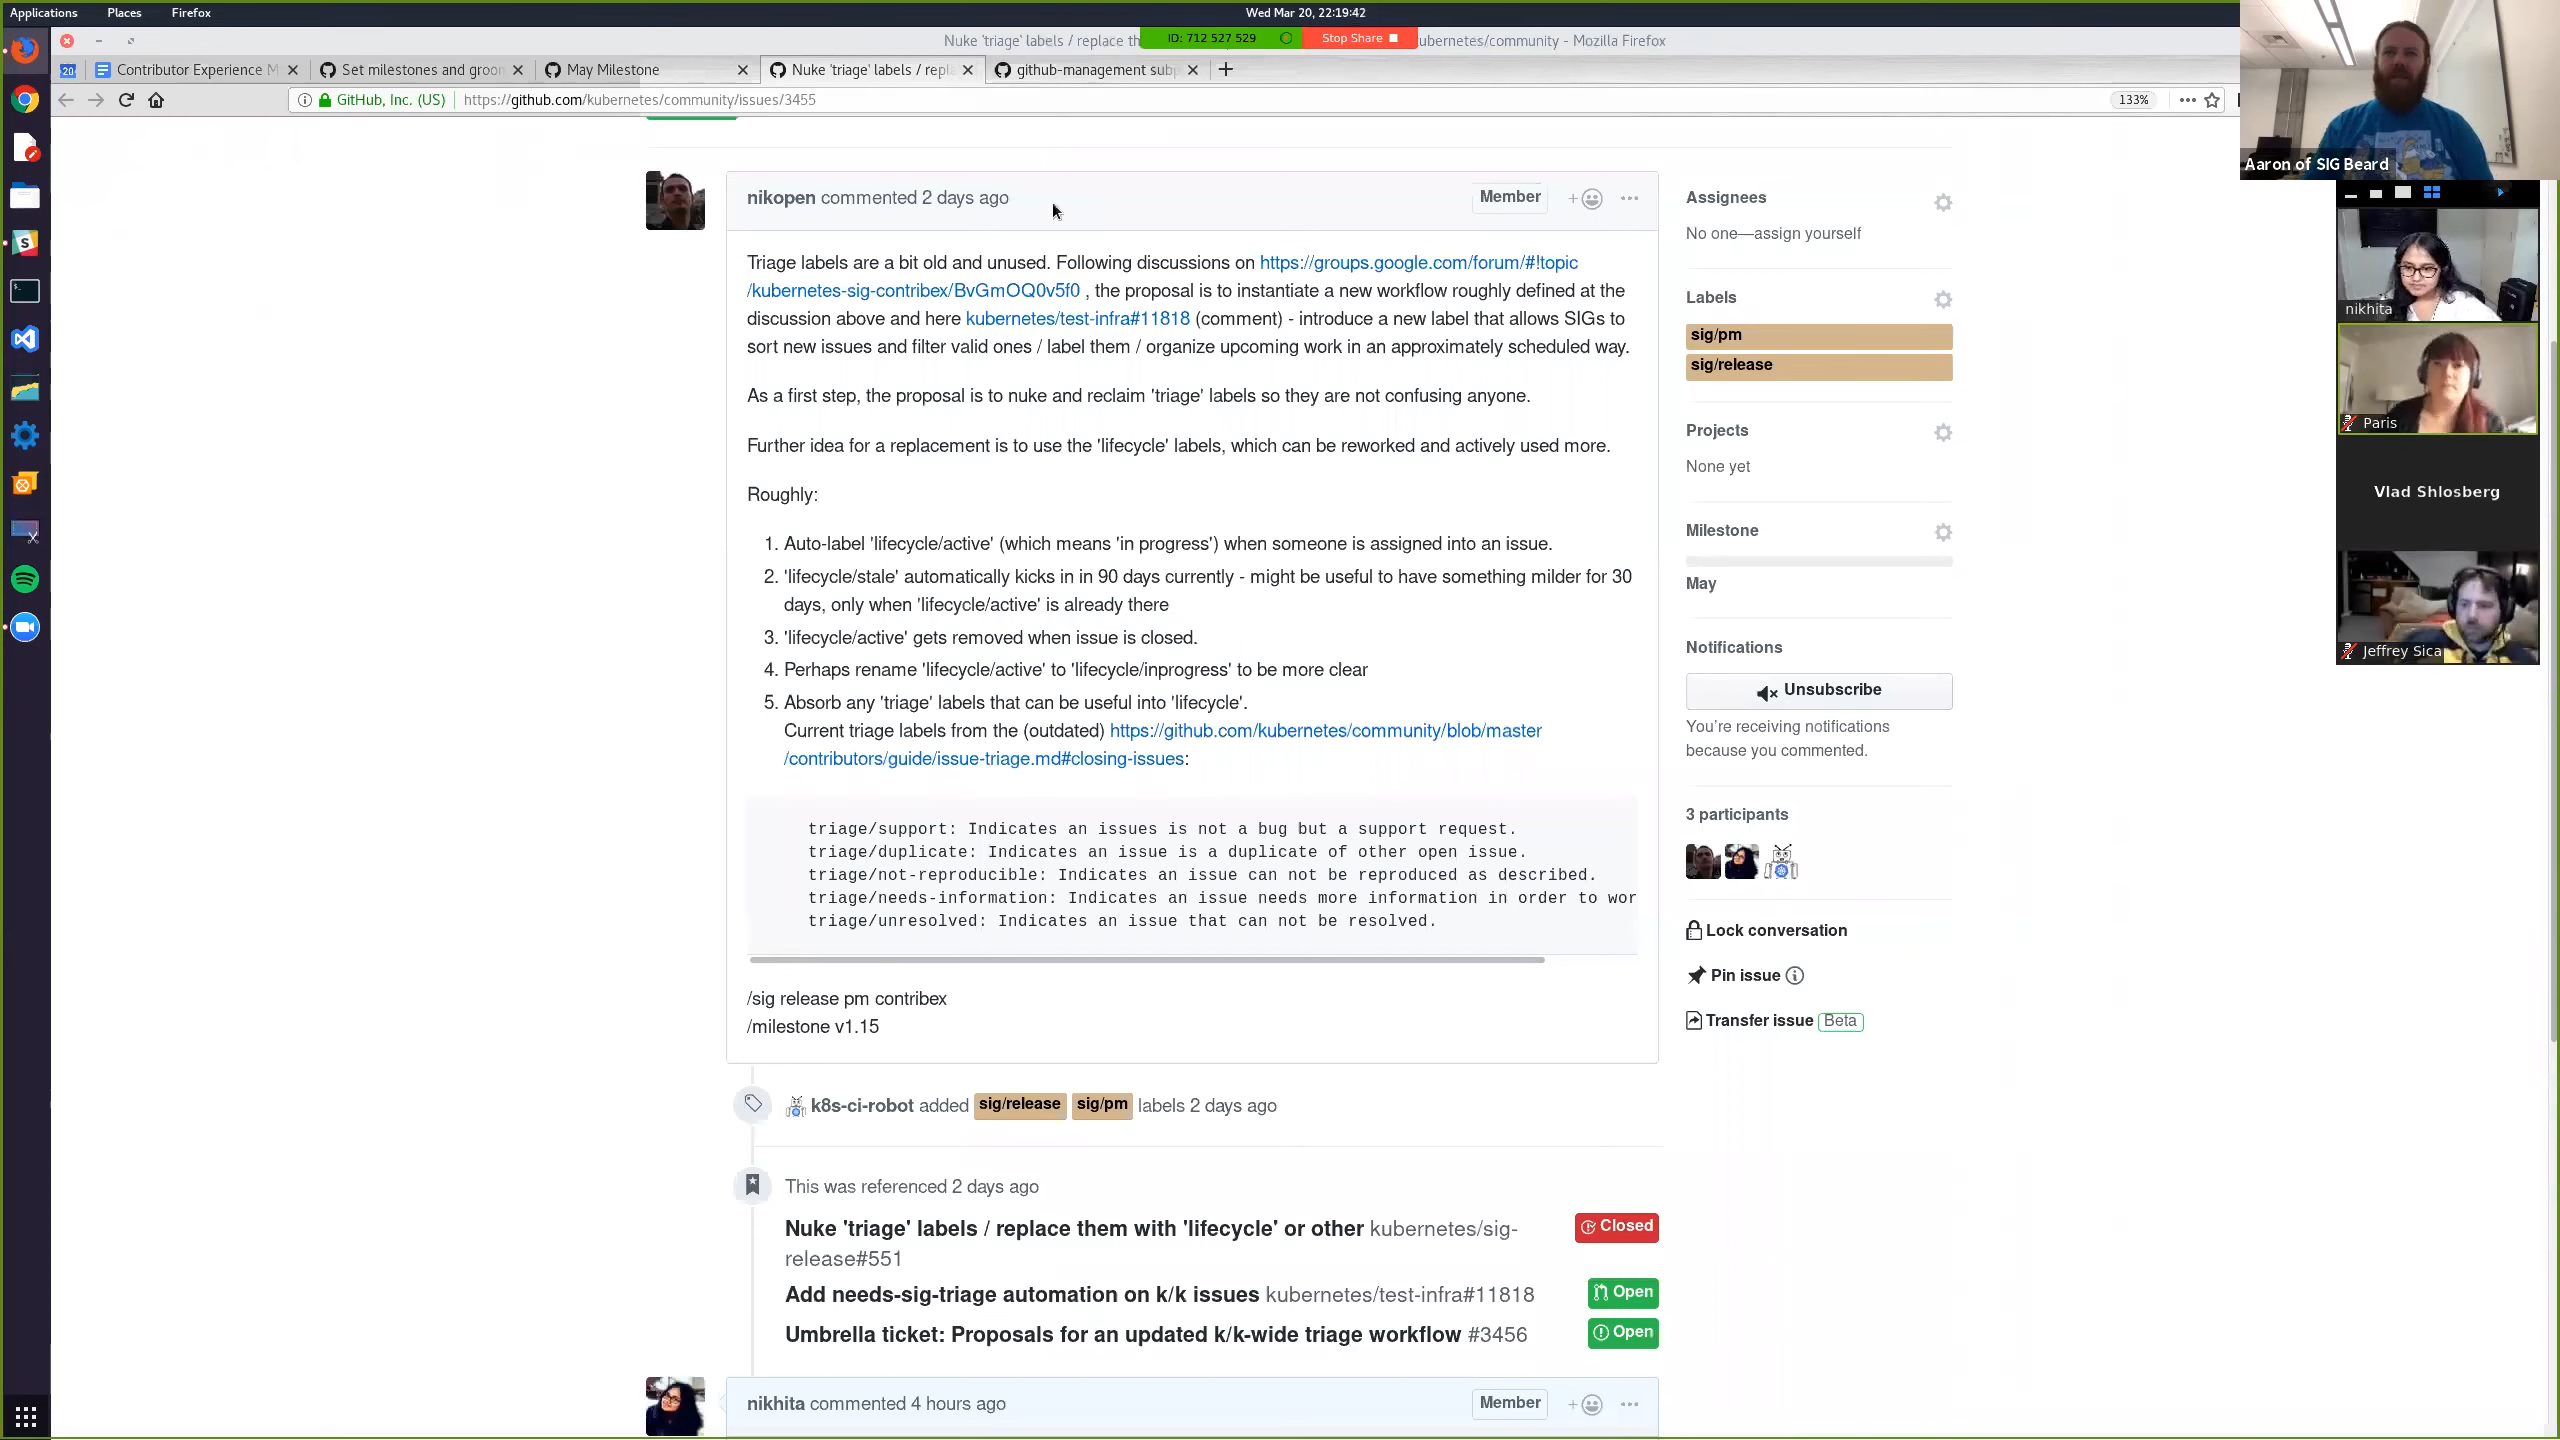 Applications Places Firefox Wed Mar 20, 22:19:42
Nuke 'triage' labels / replace th ID: 712 527 529 Stop Share ubernetes/community - Mozilla Firefox
20 Contributor Experience M Set milestones and groon May Milestone Nuke 'triage' labels / repl github-management subp
GitHub, Inc. (US) https://github.com/kubernetes/community/issues/3455 133%
Aaron of SIG Beard
nikopen commented 2 days ago Member
Triage labels are a bit old and unused. Following discussions on https://groups.google.com/forum/#!topic
/kubernetes-sig-contribex/BvGmOQ0v5f0 , the proposal is to instantiate a new workflow roughly defined at the
discussion above and here kubernetes/test-infra#11818 (comment) - introduce a new label that allows SIGs to
sort new issues and filter valid ones / label them / organize upcoming work in an approximately scheduled way.
As a first step, the proposal is to nuke and reclaim 'triage' labels so they are not confusing anyone.
Further idea for a replacement is to use the 'lifecycle' labels, which can be reworked and actively used more.
Roughly:
1. Auto-label 'lifecycle/active' (which means 'in progress') when someone is assigned into an issue.
2. 'lifecycle/stale' automatically kicks in in 90 days currently - might be useful to have something milder for 30
days, only when 'lifecycle/active' is already there
3. 'lifecycle/active' gets removed when issue is closed.
4. Perhaps rename 'lifecycle/active' to 'lifecycle/inprogress' to be more clear
5. Absorb any 'triage' labels that can be useful into 'lifecycle'.
Current triage labels from the (outdated) https://github.com/kubernetes/community/blob/master
/contributors/guide/issue-triage.md#closing-issues:
triage/support: Indicates an issues is not a bug but a support request.
triage/duplicate: Indicates an issue is a duplicate of other open issue.
triage/not-reproducible: Indicates an issue can not be reproduced as described.
triage/needs-information: Indicates an issue needs more information in order to wor
triage/unresolved: Indicates an issue that can not be resolved.
/sig release pm contribex
/milestone v1.15
k8s-ci-robot added sig/release sig/pm labels 2 days ago
This was referenced 2 days ago
Nuke 'triage' labels / replace them with 'lifecycle' or other kubernetes/sig-
release#551
Closed
Add needs-sig-triage automation on k/k issues kubernetes/test-infra#11818 Open
Umbrella ticket: Proposals for an updated k/k-wide triage workflow #3456 Open
nikhita commented 4 hours ago Member
Assignees
No one—assign yourself
Labels
sig/pm
sig/release
Projects
None yet
Milestone
May
Notifications
Unsubscribe
You're receiving notifications
because you commented.
3 participants
Lock conversation
Pin issue
Transfer issue Beta
nikhita
Paris
Vlad Shlosberg
Jeffrey Sica